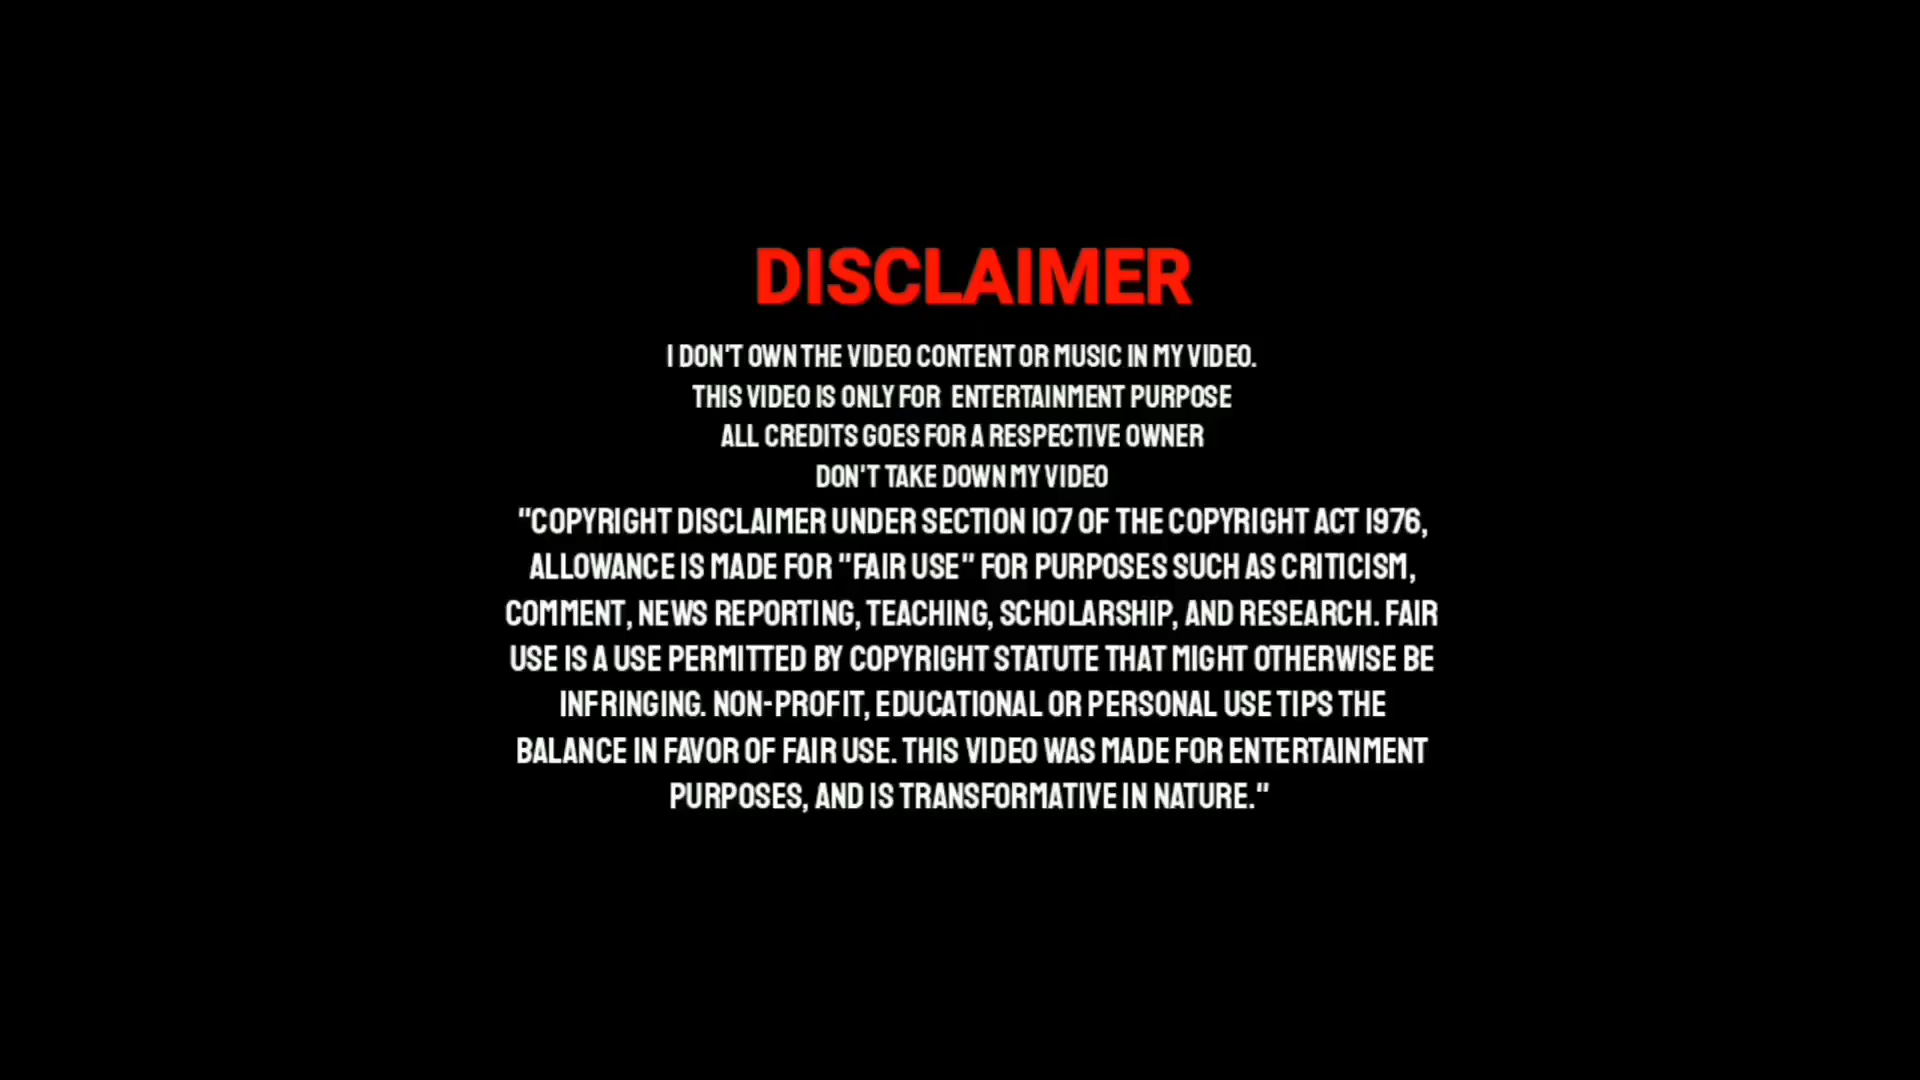 DISCLAIMER
I DON'T OWN THE VIDEO CONTENT OR MUSIC IN MY VIDEO.
THIS VIDEO IS ONLY FOR ENTERTAINMENT PURPOSE
ALL CREDITS GOES FOR A RESPECTIVE OWNER
DON'T TAKE DOWN MY VIDEO
"COPYRIGHT DISCLAIMER UNDER SECTION 107 OF THE COPYRIGHT ACT 1976,
ALLOWANCE IS MADE FOR "FAIR USE" FOR PURPOSES SUCH AS CRITICISM,
COMMENT, NEWS REPORTING, TEACHING, SCHOLARSHIP, AND RESEARCH. FAIR
USE IS A USE PERMITTED BY COPYRIGHT STATUTE THAT MIGHT OTHERWISE BE
INFRINGING. NON-PROFIT, EDUCATIONAL OR PERSONAL USE TIPS THE
BALANCE IN FAVOR OF FAIR USE. THIS VIDEO WAS MADE FOR ENTERTAINMENT
PURPOSES, AND IS TRANSFORMATIVE IN NATURE."